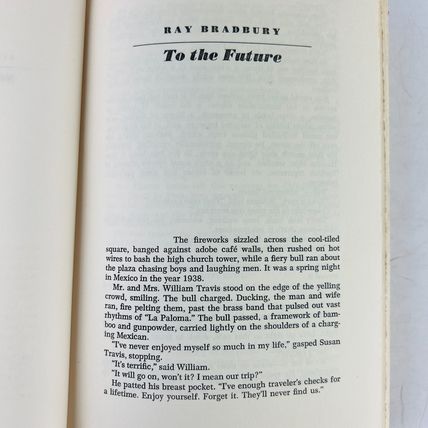 RAY BRADBURY
To the Future
The fireworks sizzled across the cool-tiled
square, banged against adobe café walls, then rushed on hot
wires to bash the high church tower, while a fiery bull ran about
the plaza chasing boys and laughing men. It was a spring night
in Mexico in the year 1938.
Mr. and Mrs. William Travis stood on the edge of the yelling
crowd, smiling. The bull charged. Ducking, the man and wife
ran, fire pelting them, past the brass band that pulsed out vast
rhythms of "La Paloma." The bull passed, a framework of bam-
boo and gunpowder, carried lightly on the shoulders of a charg-
ing Mexican.
"I've never enjoyed myself so much in my life," gasped Susan
Travis, stopping.
"It's terrific," said William.
"It will go on, won't it? I mean our trip?"
He patted his breast pocket. "I've enough traveler's checks for
a lifetime. Enjoy yourself. Forget it. They'll never find us."